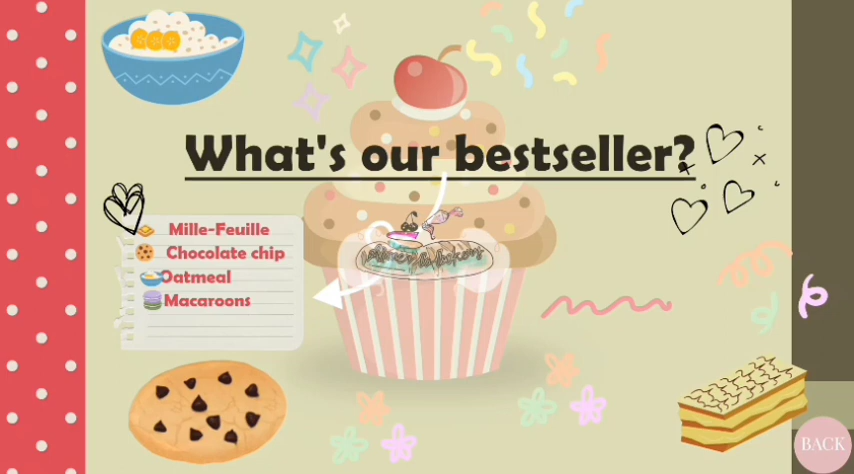 What's our bestseller?
Mille-Feuille
Chocolate chip
Oatmeal
Macaroons
BACK